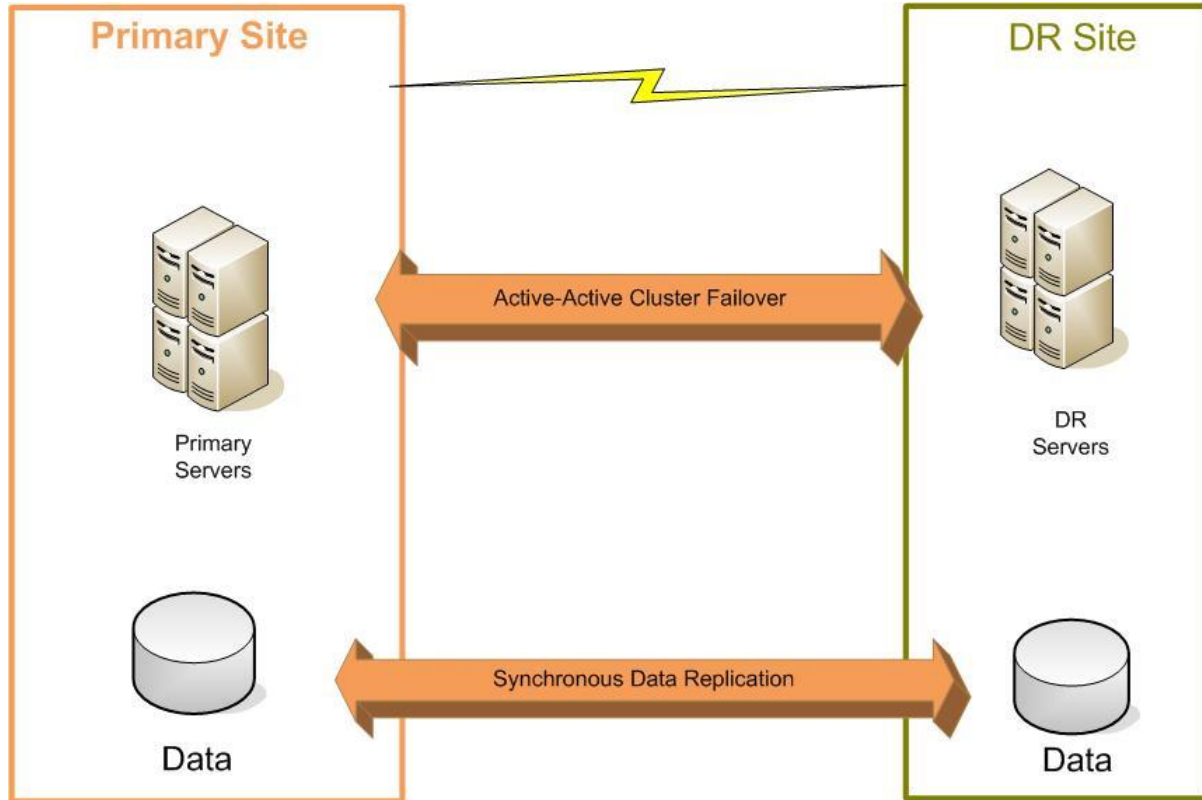 Primary Site
DR Site
Active-Active Cluster Failover
Primary
Servers
DR
Servers
Synchronous Data Replication
Data
Data